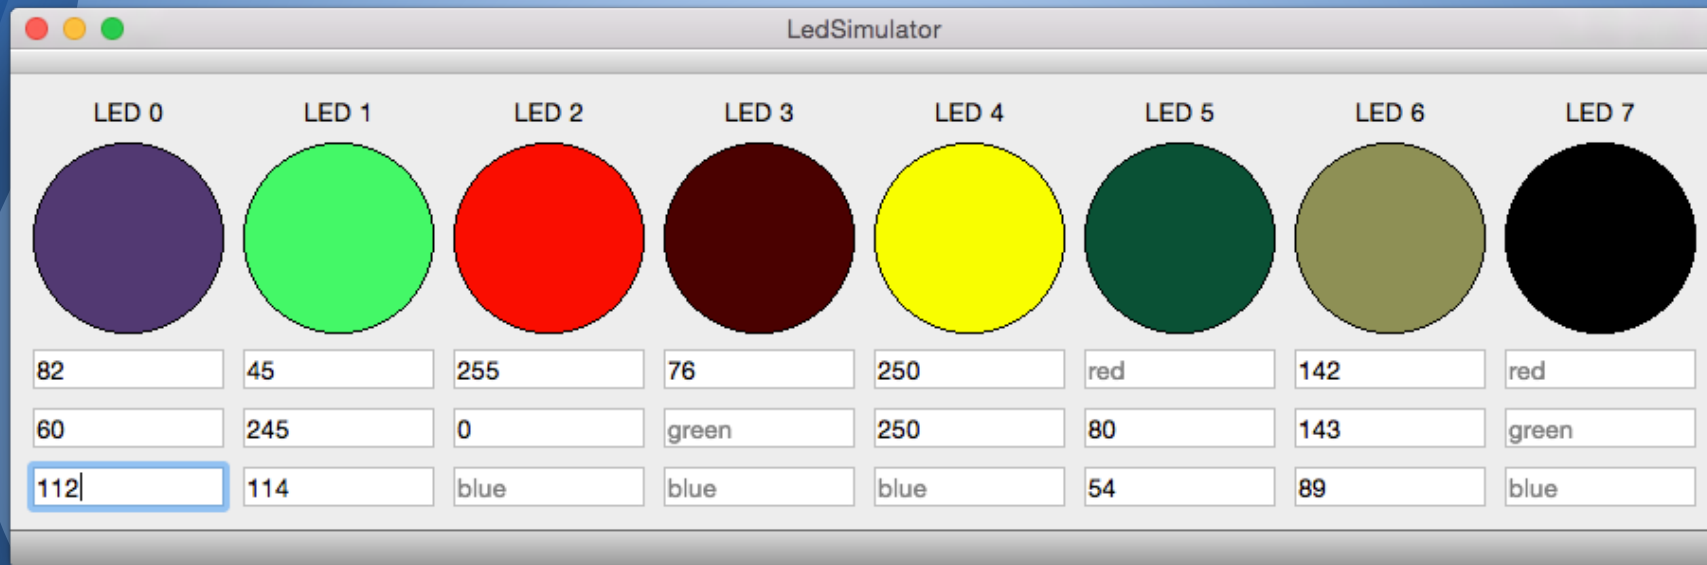 LedSimulator
LED 0 LED 1 LED 2 LED 3 LED 4 LED 5 LED 6 LED 7
82 45 255 76 250 red 142 red
60 245 0 green 250 80 143 green
112 114 blue blue blue 54 89 blue